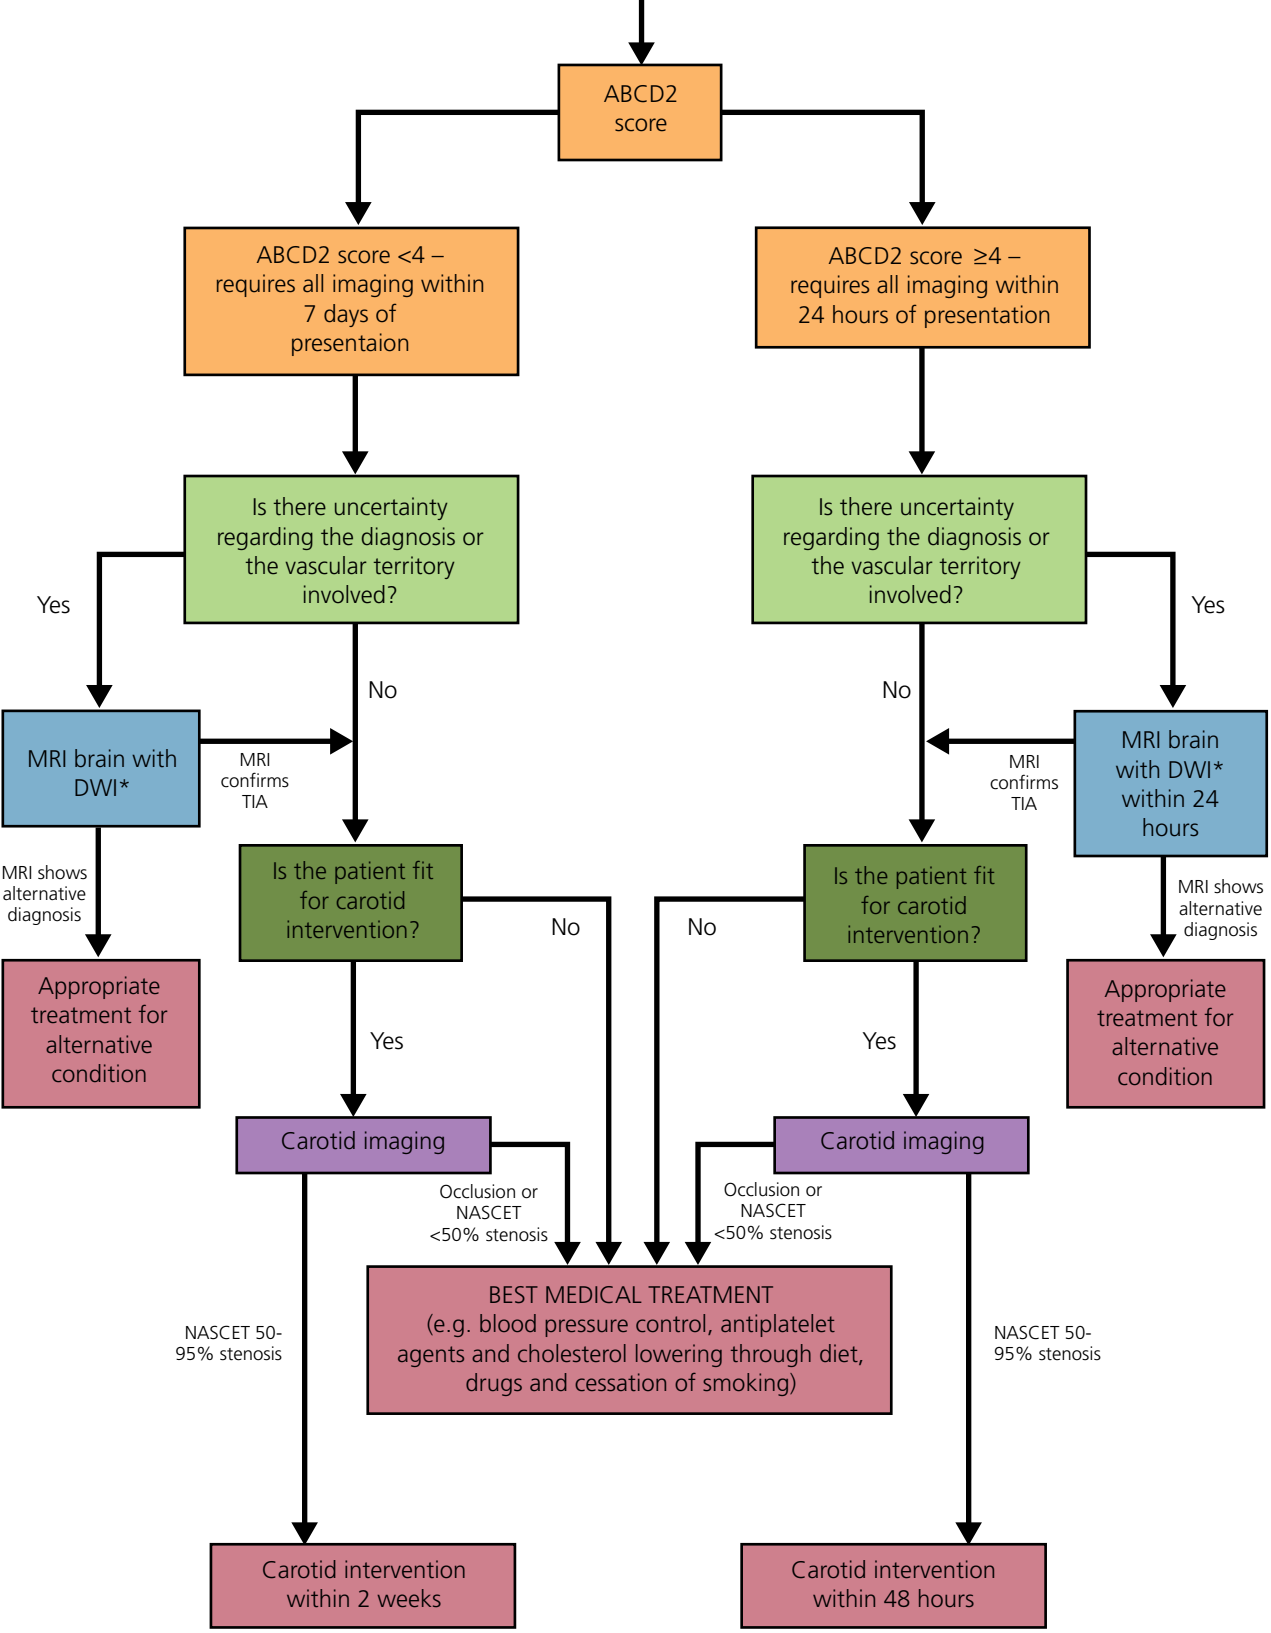 ABCD2
score
ABCD2 score <4 –
requires all imaging within
7 days of
presentaion
ABCD2 score ≥4 –
requires all imaging within
24 hours of presentation
Is there uncertainty
regarding the diagnosis or
the vascular territory
involved?
Is there uncertainty
regarding the diagnosis or
the vascular territory
involved?
Yes
Yes
No
No
MRI brain with
DWI*
MRI
confirms
TIA
MRI
confirms
TIA
MRI brain
with DWI*
within 24
hours
MRI shows
alternative
diagnosis
Is the patient fit
for carotid
intervention?
No
No
Is the patient fit
for carotid
intervention?
MRI shows
alternative
diagnosis
Appropriate
treatment for
alternative
condition
Yes
Yes
Appropriate
treatment for
alternative
condition
Carotid imaging
Carotid imaging
Occlusion or
NASCET
<50% stenosis
Occlusion or
NASCET
<50% stenosis
BEST MEDICAL TREATMENT
(e.g. blood pressure control, antiplatelet
agents and cholesterol lowering through diet,
drugs and cessation of smoking)
NASCET 50-
95% stenosis
NASCET 50-
95% stenosis
Carotid intervention
within 2 weeks
Carotid intervention
within 48 hours